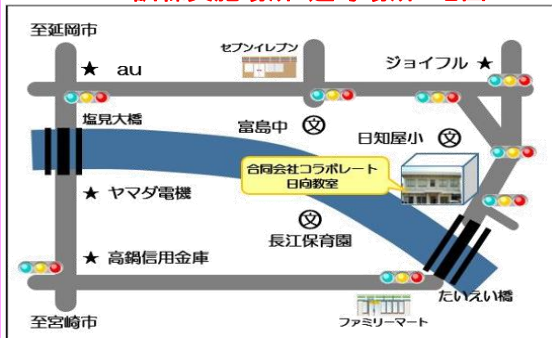 至延岡市
セブンイレブン
ジョイフル ★
★ au
塩見大橋
富島中
文
日知屋小
文
合同会社コラボレート
日向教室
★ ヤマダ電機
文
長江保育園
★ 高鍋信用金庫
たいえい橋
至宮崎市
ファミリーマート